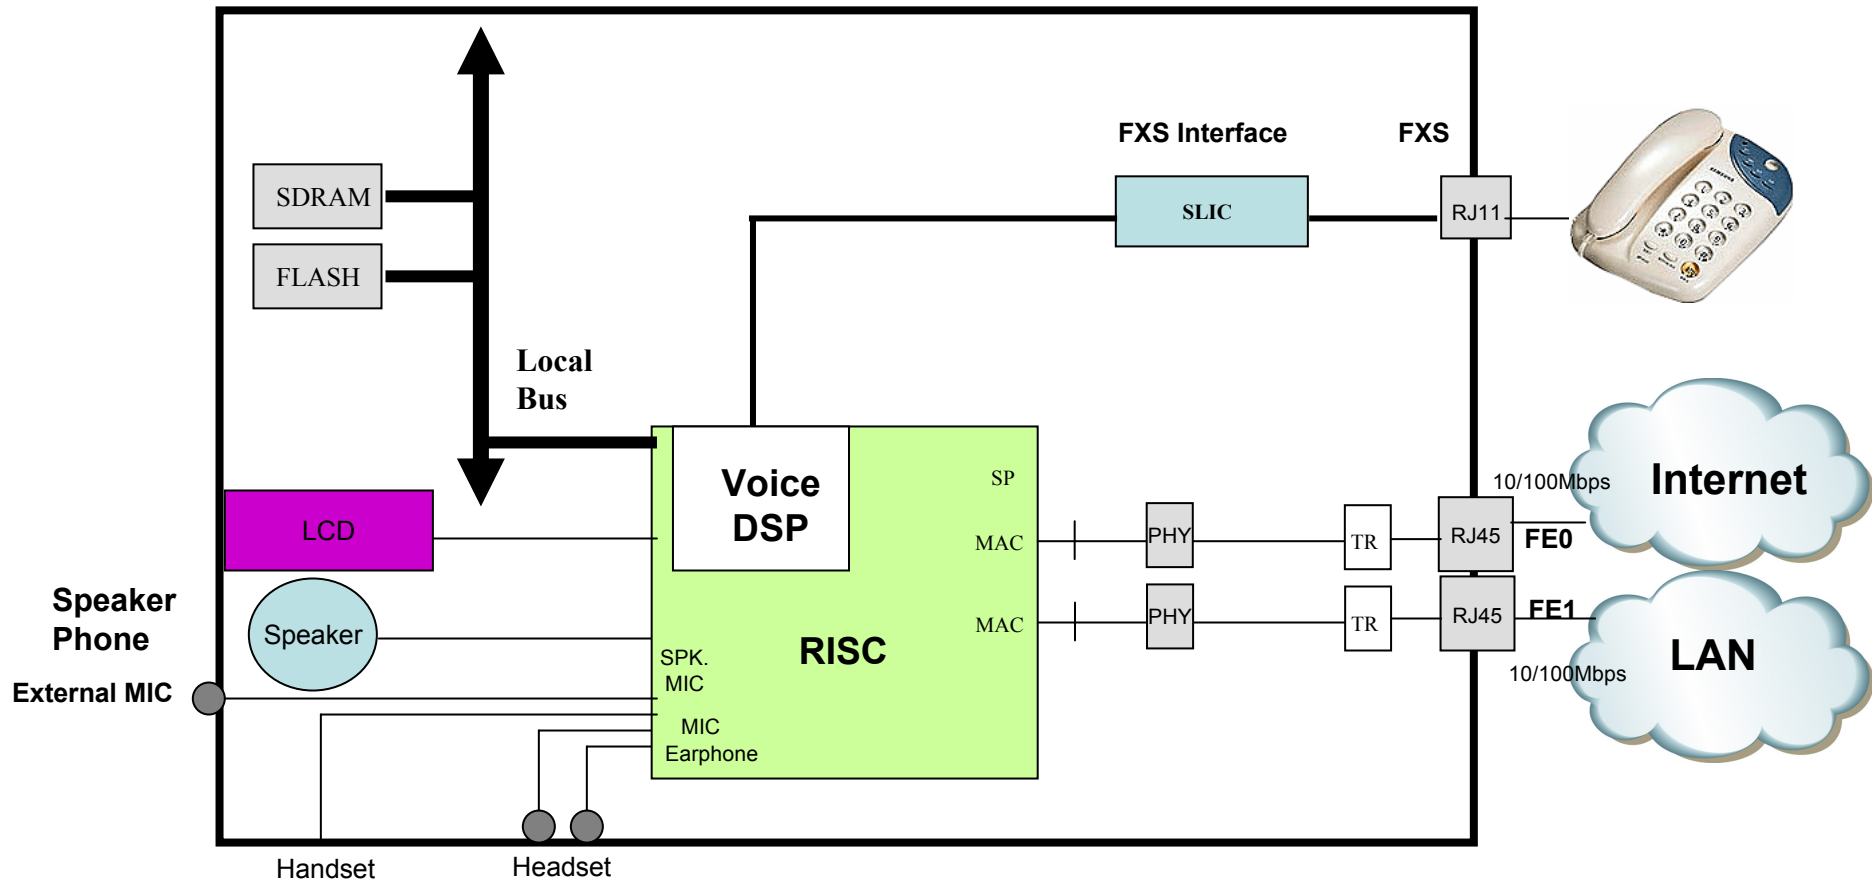 FXS Interface
FXS
SDRAM
SLIC
RJ11
FLASH
Local
Bus
Voice
DSP
SP
10/100Mbps
Internet
LCD
MAC
PHY
TR
RJ45
FE0
Speaker
Phone
Speaker
MAC
PHY
TR
RJ45
FE1
RISC
LAN
SPK.
MIC
10/100Mbps
External MIC
MIC
Earphone
Handset
Headset